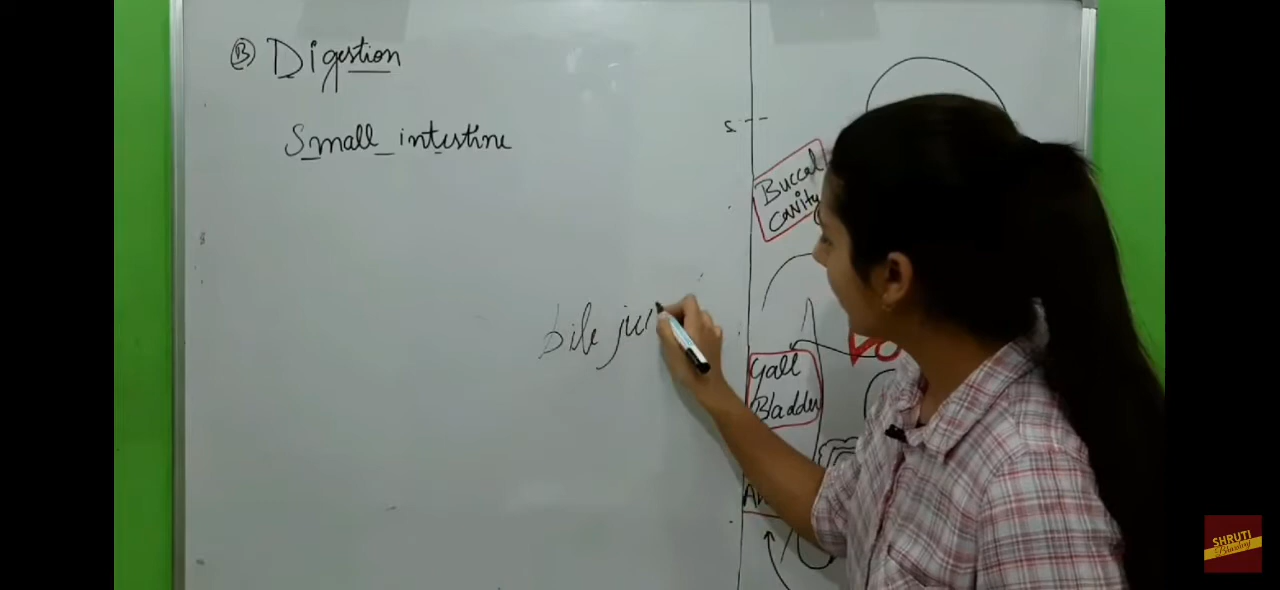 B Digestion
Small intestine
S
Buccal
cavity
bile jui
Gall
Bladder
SHRUTI